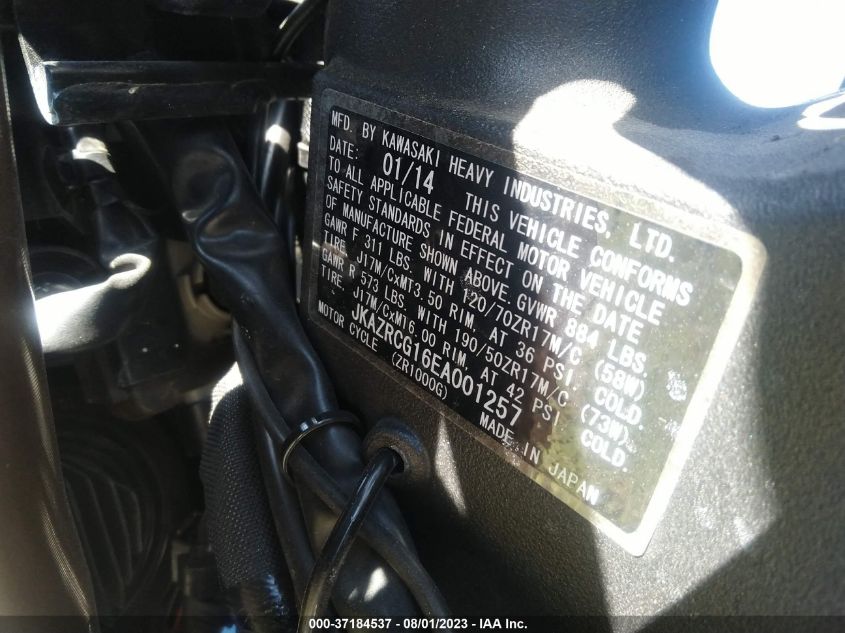 MFD. BY KAWASAKI HEAVY INDUSTRIES, LTD.
DATE: 01/14 THIS VEHICLE CONFORMS
TO ALL APPLICABLE FEDERAL MOTOR VEHICLE
SAFETY STANDARDS IN EFFECT ON THE DATE
OF MANUFACTURE SHOWN ABOVE. GVWR 884 LBS.
GAWR F 311 LBS. WITH 120/70ZR17M/C (58W)
TIRE, J17M/CxMT3.50 RIM. AT 36 PSI. COLD.
GAWR R 573 LBS. WITH 190/50ZR17M/C (73W)
TIRE, J17M/CxMT6.00 RIM. AT 42 PSI COLD.
JKAZRCG16EA001257
MOTOR CYCLE (ZR1000G) MADE IN JAPAN
000-37184537 - 08/01/2023 - IAA Inc.